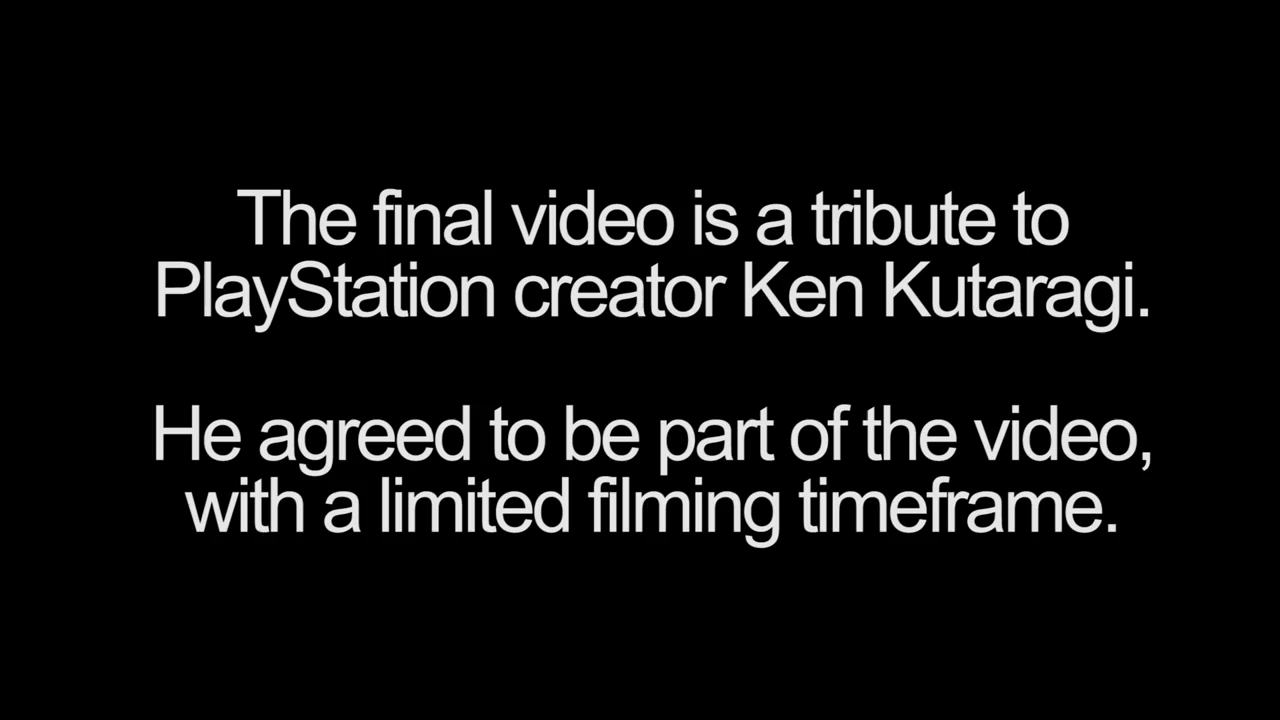 The final video is a tribute to
PlayStation creator Ken Kutaragi.
He agreed to be part of the video,
with a limited filming timeframe.